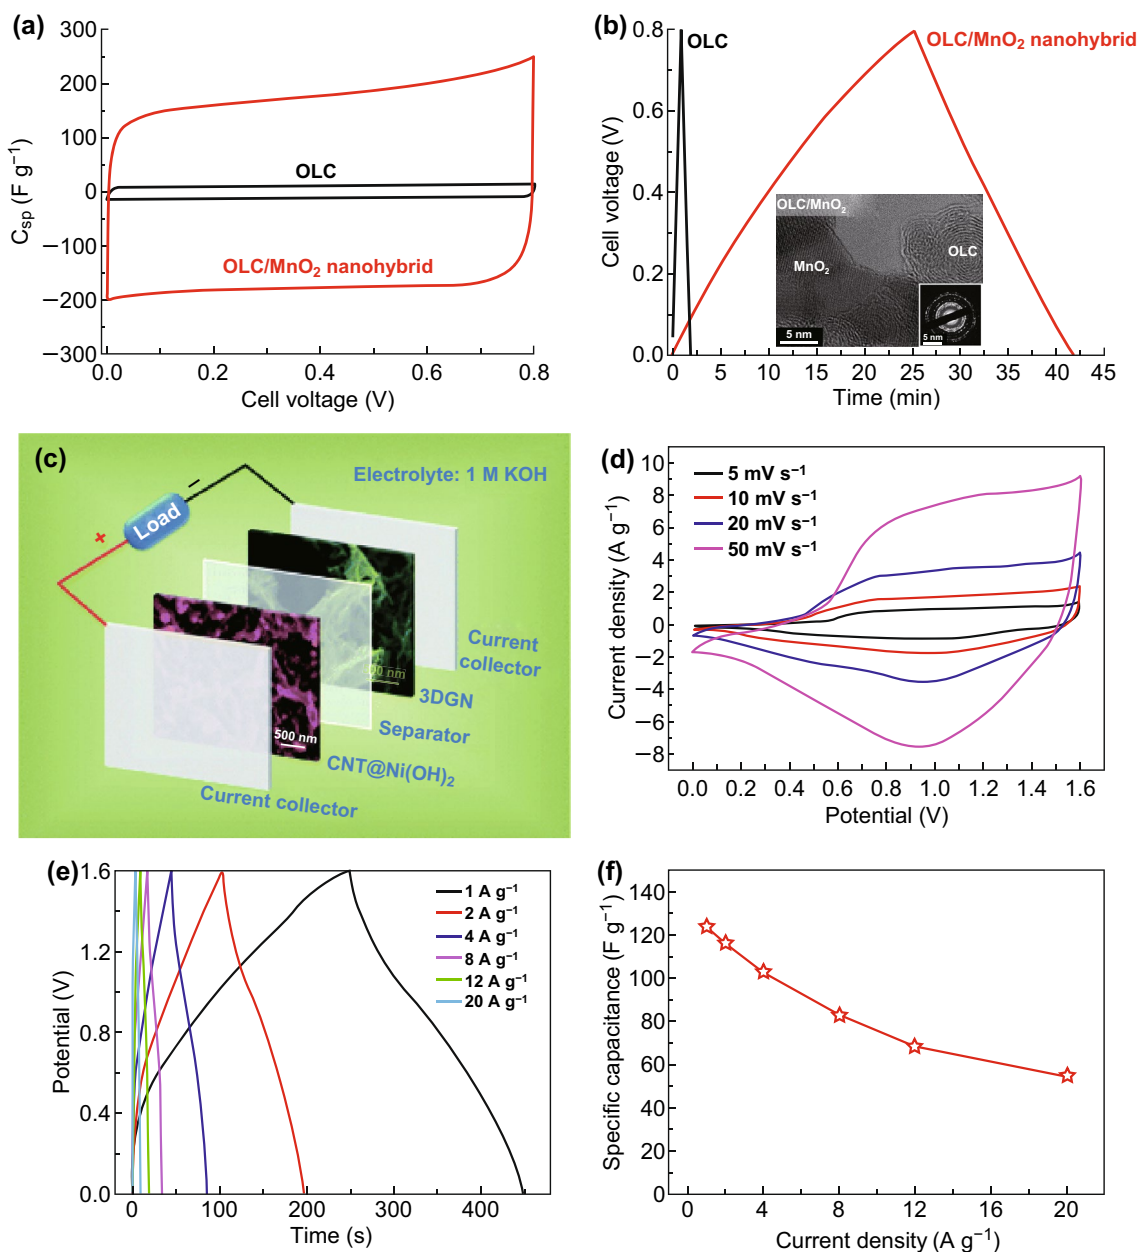 (a)
300
200
100
0
−100
−200
−300
C_sp (F g⁻¹)
OLC
OLC/MnO₂ nanohybrid
0.0 0.2 0.4 0.6 0.8
Cell voltage (V)
(b)
0.8
0.6
0.4
0.2
0.0
Cell voltage (V)
OLC
OLC/MnO₂ nanohybrid
OLC/MnO₂
MnO₂
OLC
5 nm
5 nm
0 5 10 15 20 25 30 35 40 45
Time (min)
(c)
Electrolyte: 1 M KOH
−
Load
+
Current
collector
3DGN
Separator
500 nm
CNT@Ni(OH)₂
Current collector
(d)
10
8
6
4
2
0
−2
−4
−6
−8
Current density (A g⁻¹)
5 mV s⁻¹
10 mV s⁻¹
20 mV s⁻¹
50 mV s⁻¹
0.0 0.2 0.4 0.6 0.8 1.0 1.2 1.4 1.6
Potential (V)
(e)
1.6
1.2
0.8
0.4
0.0
Potential (V)
1 A g⁻¹
2 A g⁻¹
4 A g⁻¹
8 A g⁻¹
12 A g⁻¹
20 A g⁻¹
0 100 200 300 400
Time (s)
(f)
140
120
100
80
60
40
20
0
Specific capacitance (F g⁻¹)
0 4 8 12 16 20
Current density (A g⁻¹)